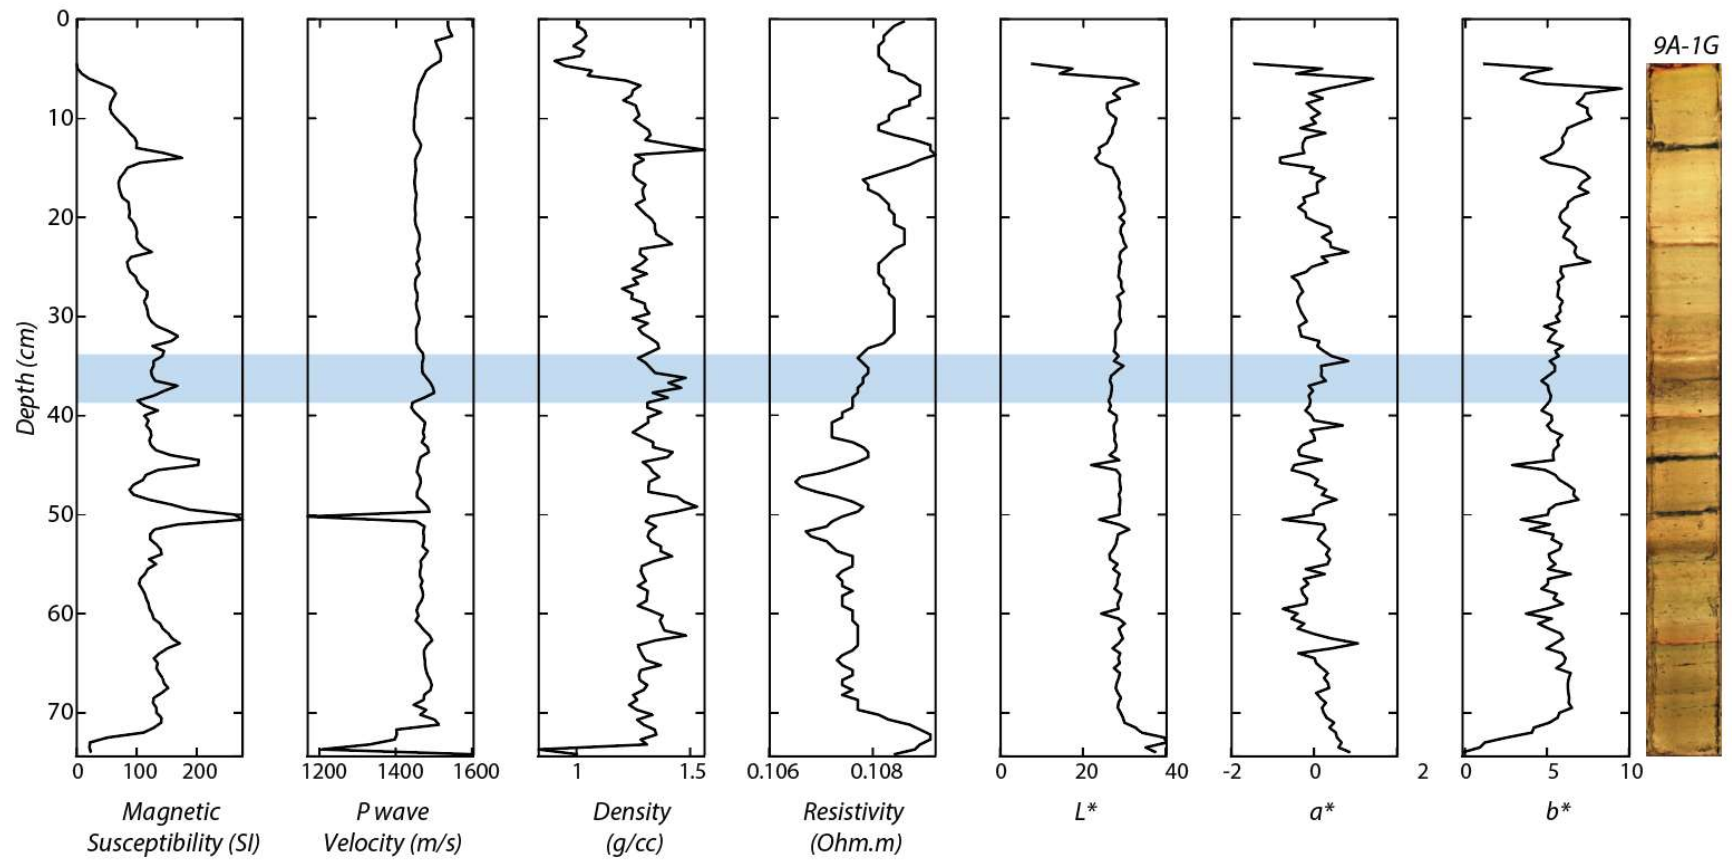 9A-1G
Depth (cm)
0
10
20
30
40
50
60
70
0 100 200
1200 1400 1600
1 1.5
0.106 0.108
0 20 40
-2 0 2
0 5 10
Magnetic
Susceptibility (SI)
P wave
Velocity (m/s)
Density
(g/cc)
Resistivity
(Ohm.m)
L*
a*
b*